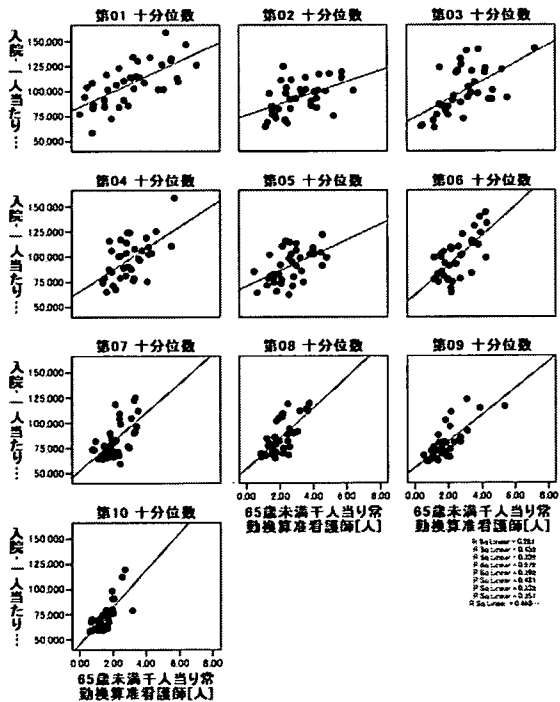 第01 十分位数
第02 十分位数
第03 十分位数
入院・一人当たり…
150.000
125.000
100.000
75.000
50.000
第04 十分位数
第05 十分位数
第06 十分位数
入院・一人当たり…
150.000
125.000
100.000
75.000
50.000
第07 十分位数
第08 十分位数
第09 十分位数
入院・一人当たり…
150.000
125.000
100.000
75.000
50.000
0.00 2.00 4.00 6.00 8.00
0.00 2.00 4.00 6.00 8.00
65歳未満千人当り常
勤換算准看護師[人]
65歳未満千人当り常
勤換算准看護師[人]
第10 十分位数
入院・一人当たり…
150.000
125.000
100.000
75.000
50.000
0.00 2.00 4.00 6.00 8.00
65歳未満千人当り常
勤換算准看護師[人]